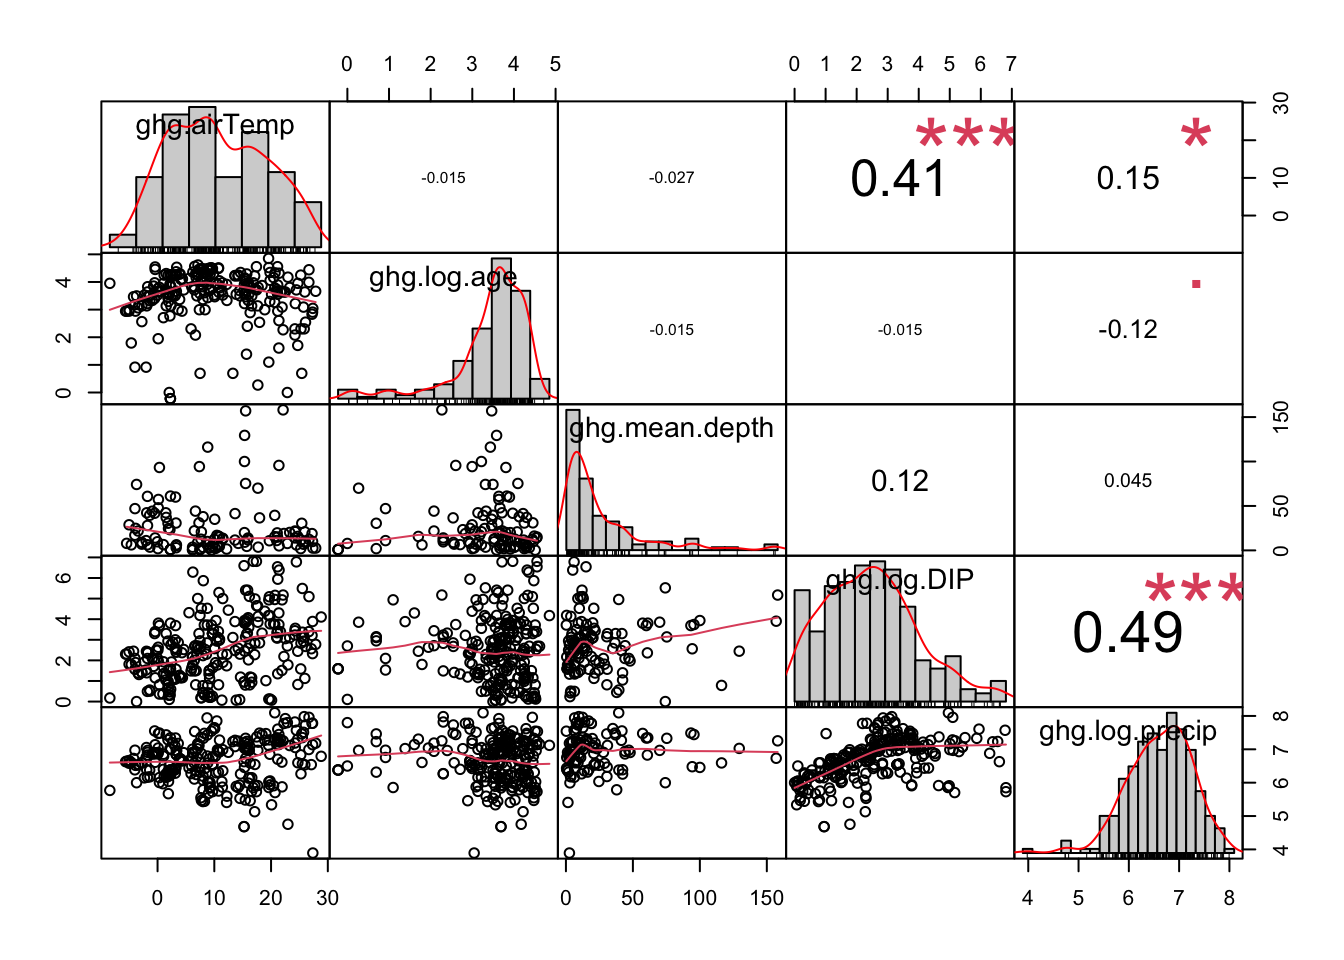 0 1 2 3 4 5
0 1 2 3 4 5 6 7
ghg.airTemp
-0.015
-0.027
***
0.41
*
0.15
0 10 30
ghg.log.age
-0.015
-0.015
-0.12
0 2 4
ghg.mean.depth
0.12
0.045
0 50 150
ghg.log.DIP
***
0.49
0 2 4 6
ghg.log.precip
4 5 6 7 8
0 10 20 30
0 50 100 150
4 5 6 7 8